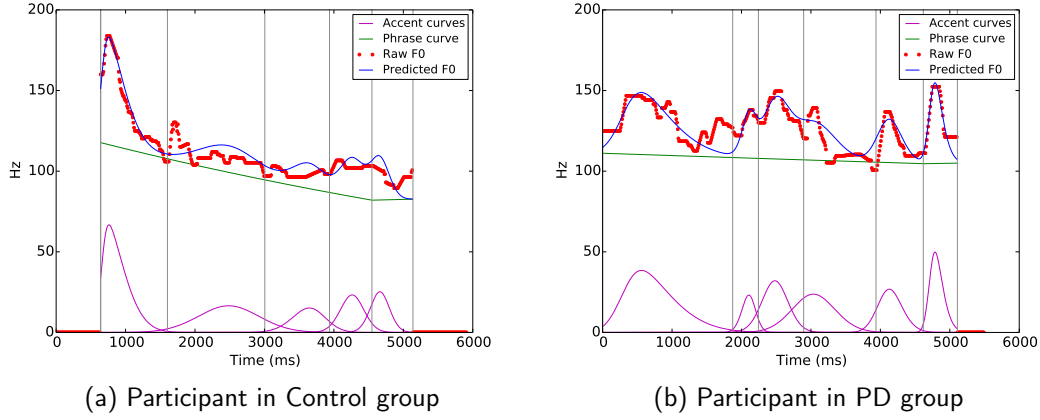 200
150
100
50
0
Hz
0 1000 2000 3000 4000 5000 6000
Time (ms)
Accent curves
Phrase curve
Raw F0
Predicted F0
(a) Participant in Control group
200
150
100
50
0
Hz
0 1000 2000 3000 4000 5000 6000
Time (ms)
Accent curves
Phrase curve
Raw F0
Predicted F0
(b) Participant in PD group